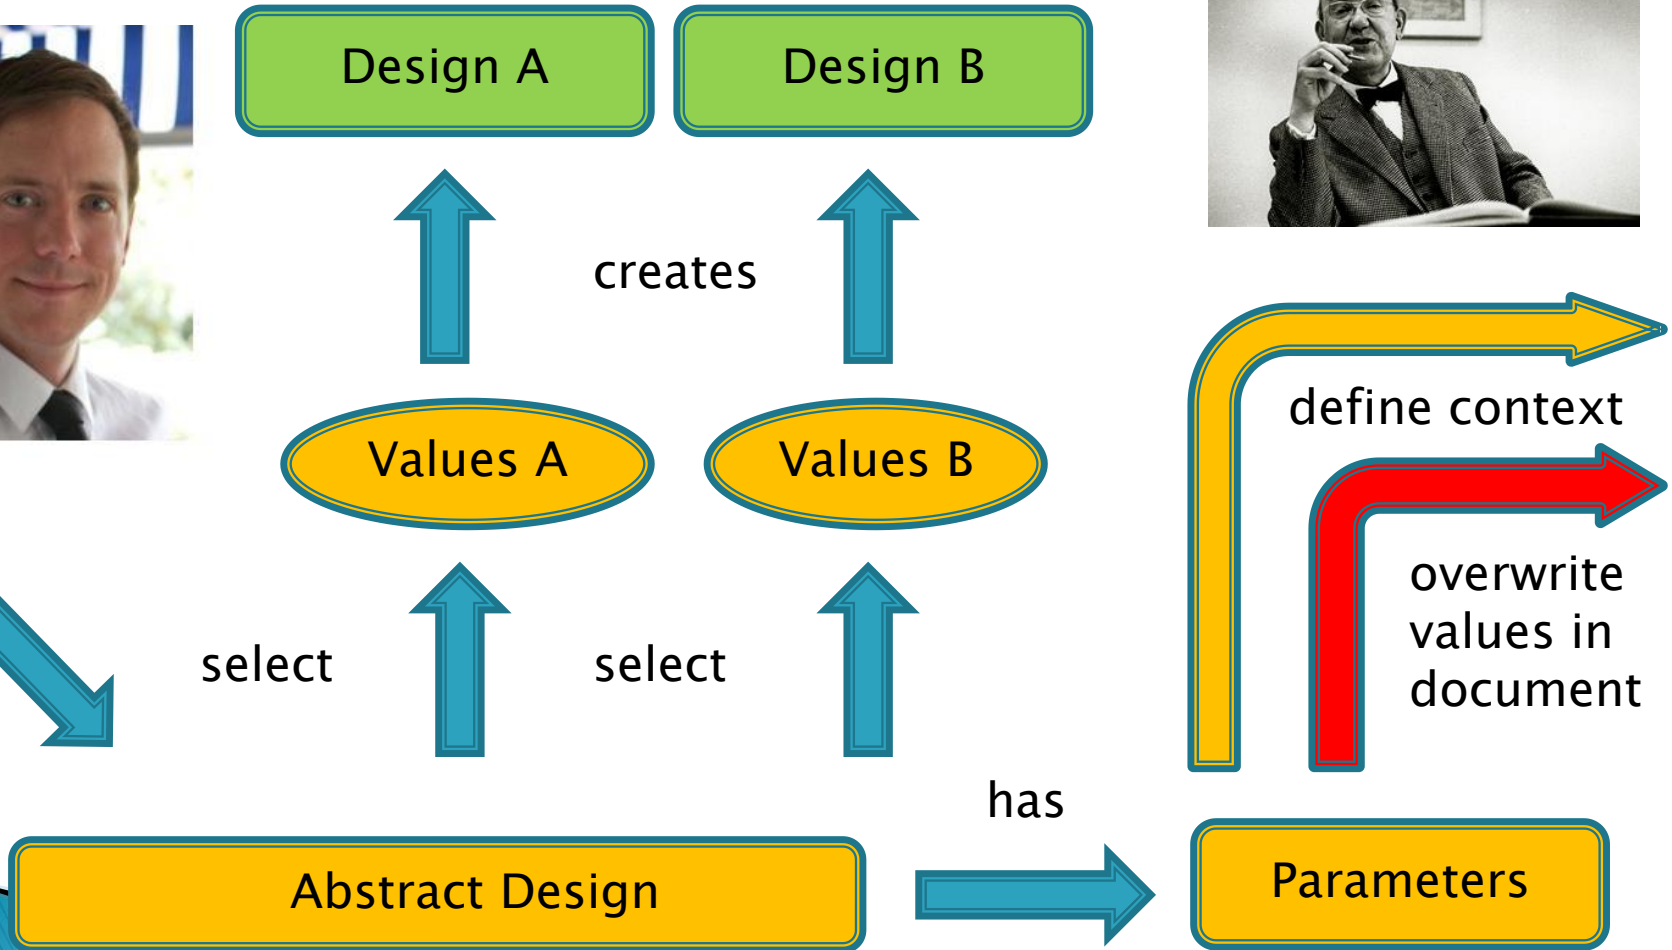 Design A
Design B
creates
define context
Values A
Values B
overwrite
values in
document
select
select
has
Abstract Design
Parameters